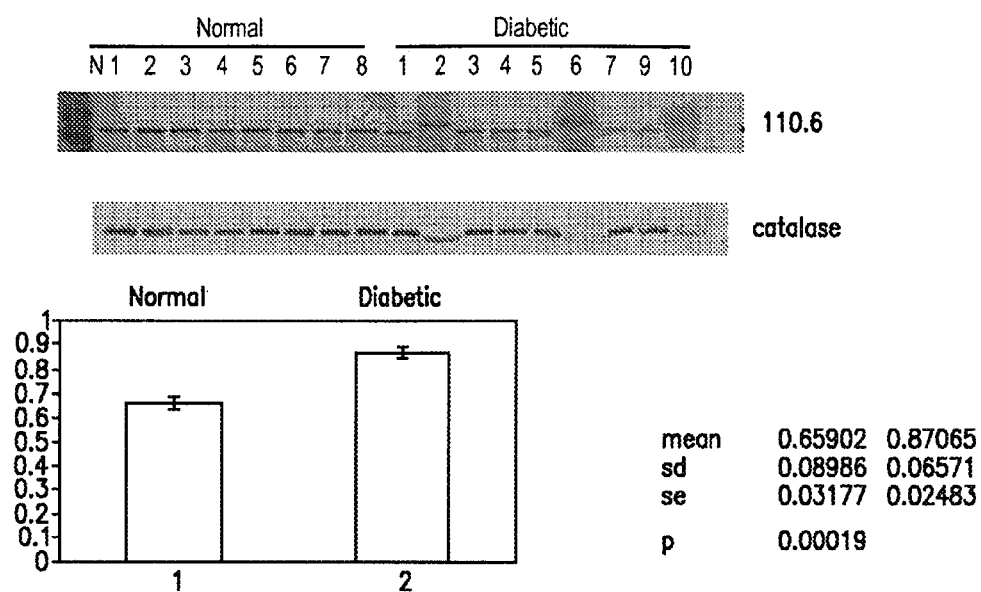 Normal Diabetic
N 1 2 3 4 5 6 7 8 1 2 3 4 5 6 7 9 10
110.6
catalase
Normal Diabetic
1
0.9
0.8
0.7
0.6
0.5
0.4
0.3
0.2
0.1
0
1 2
mean 0.65902 0.87065
sd 0.08986 0.06571
se 0.03177 0.02483
p 0.00019